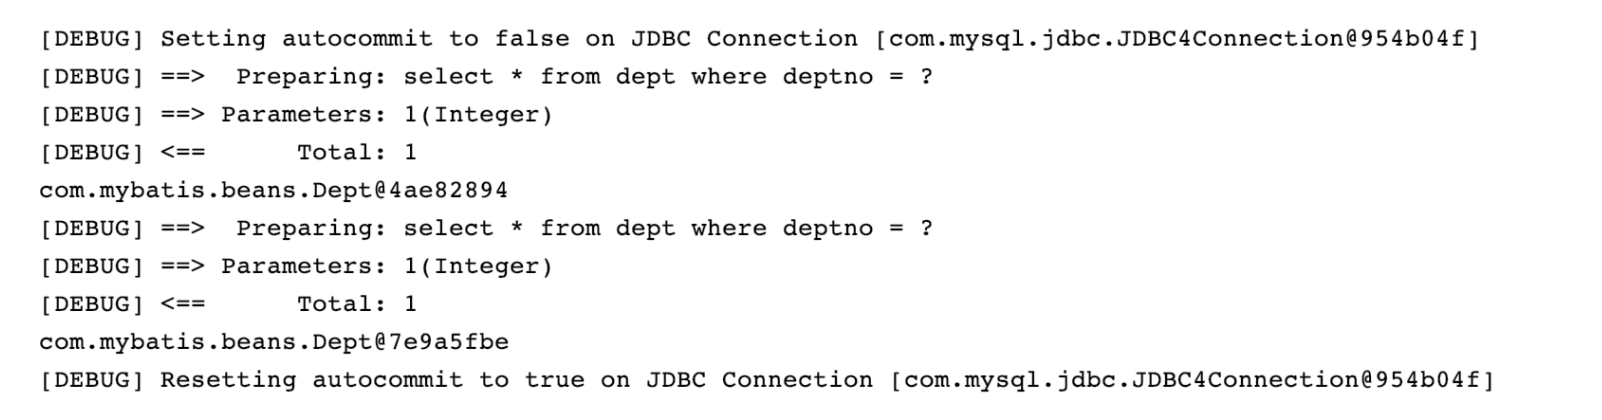 [DEBUG] Setting autocommit to false on JDBC Connection [com.mysql.jdbc.JDBC4Connection@954b04f]
[DEBUG] ==>  Preparing: select * from dept where deptno = ?
[DEBUG] ==> Parameters: 1(Integer)
[DEBUG] <==      Total: 1
com.mybatis.beans.Dept@4ae82894
[DEBUG] ==>  Preparing: select * from dept where deptno = ?
[DEBUG] ==> Parameters: 1(Integer)
[DEBUG] <==      Total: 1
com.mybatis.beans.Dept@7e9a5fbe
[DEBUG] Resetting autocommit to true on JDBC Connection [com.mysql.jdbc.JDBC4Connection@954b04f]